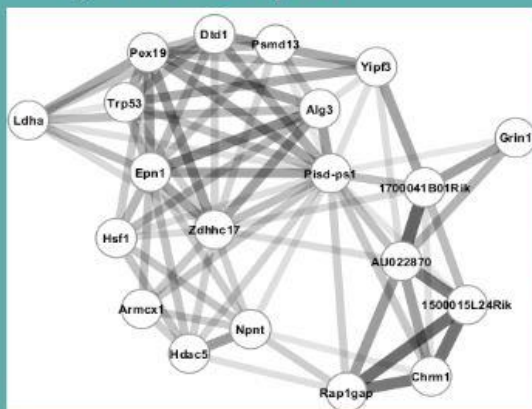 Dtd1
Psmd13
Pex19
Yipf3
Trp53
Alg3
Ldha
Grin1
Epn1
Pisd-ps1
1700041B01Rik
Zdhhc17
Hsf1
AU022870
Armcx1
1500015L24Rik
Npnt
Hdac5
Chrm1
Rap1gap